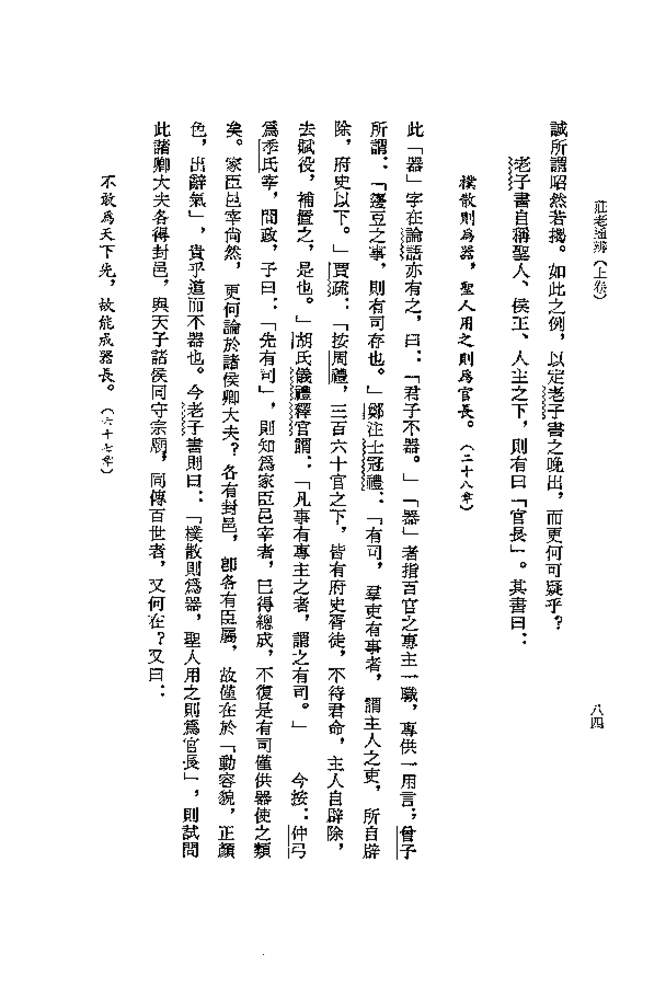 莊老通辨（上卷）
八四
誠所謂昭然若揭。如此之例，以定老子書之晚出，而更何可疑乎？
老子書自稱聖人、侯王、人主之下，則有曰「官長」。其書曰：
樸散則爲器，聖人用之則爲官長。（二十八章）
此「器」字在論語亦有之，曰：「君子不器。」「器」者指百官之專主一職，專供一用言；曾子
所謂：「籩豆之事，則有司存也。」鄭注士冠禮：「有司，羣吏有事者，謂主人之吏，所自辟
除，府史以下。」賈疏：「按周禮，三百六十官之下，皆有府史胥徒，不待君命，主人自辟除，
去賦役，補置之，是也。」胡氏儀禮釋官謂：「凡事有專主之者，謂之有司。」　今按：仲弓
爲季氏宰，問政，子曰：「先有司」，則知爲家臣邑宰者，已得總成，不復是有司僅供器使之類
矣。家臣邑宰尙然，更何論於諸侯卿大夫？各有封邑，卽各有臣屬，故僅在於「動容貌，正顏
色，出辭氣」，貴乎道而不器也。今老子書則曰：「樸散則爲器，聖人用之則爲官長」，則試問
此諸卿大夫各得封邑，與天子諸侯同守宗廟，同傳百世者，又何在？又曰：
不敢爲天下先，故能成器長。（六十七章）